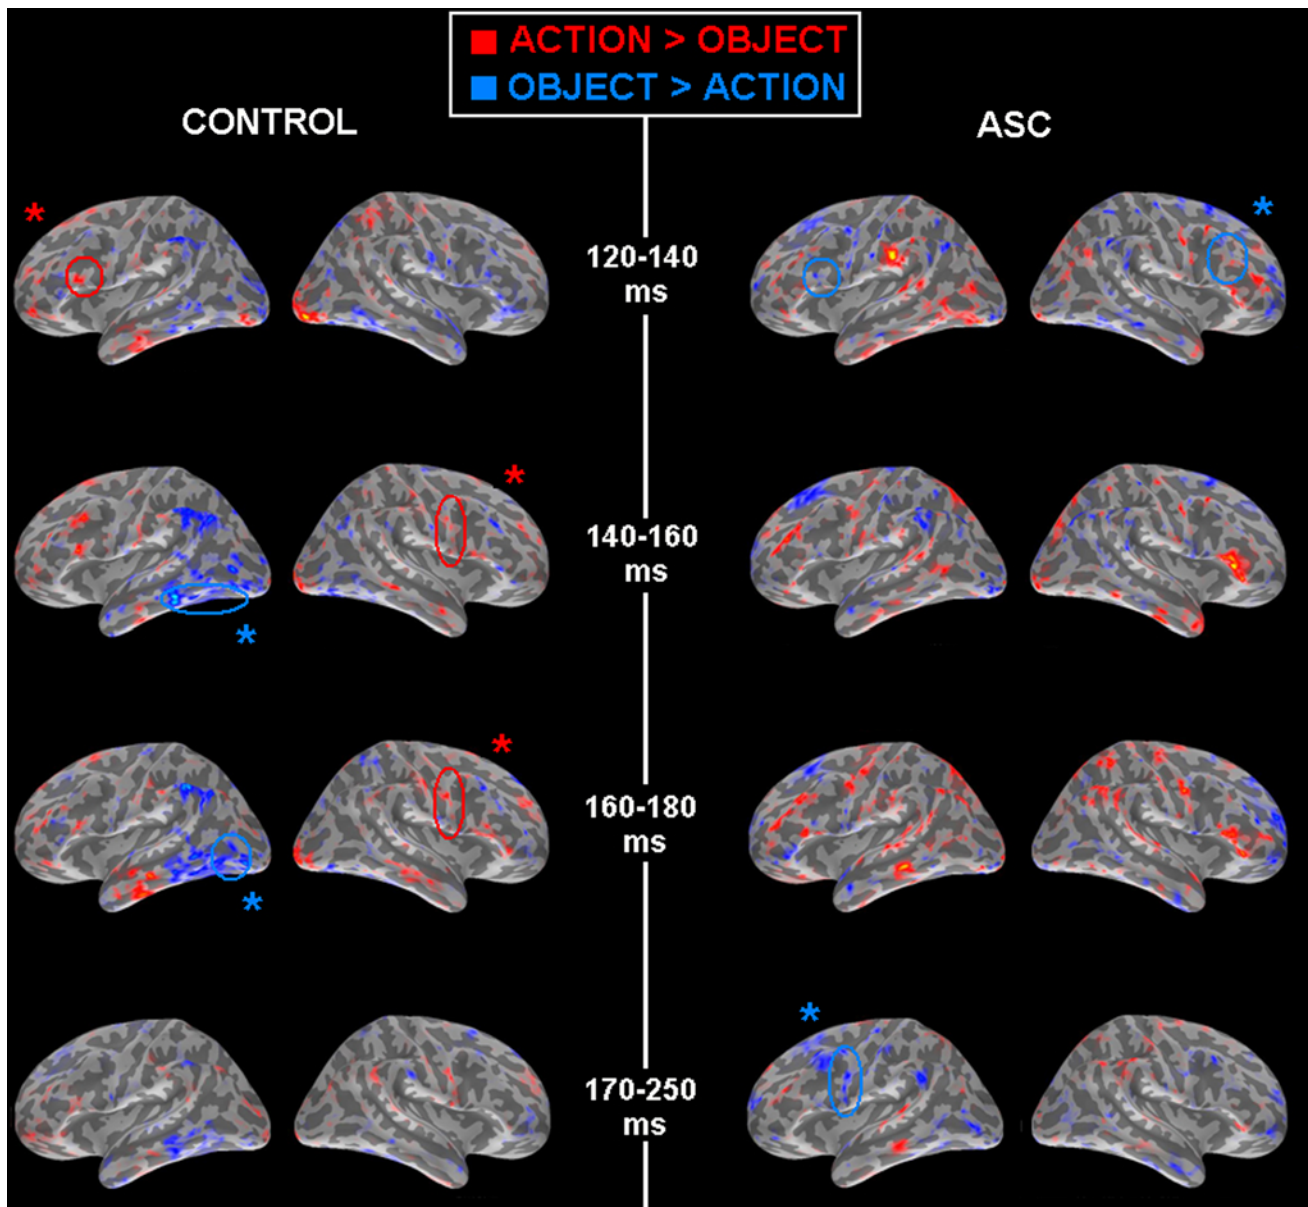 ACTION > OBJECT
OBJECT > ACTION
CONTROL
ASC
*
*
120-140
ms
*
140-160
ms
*
*
160-180
ms
*
*
170-250
ms